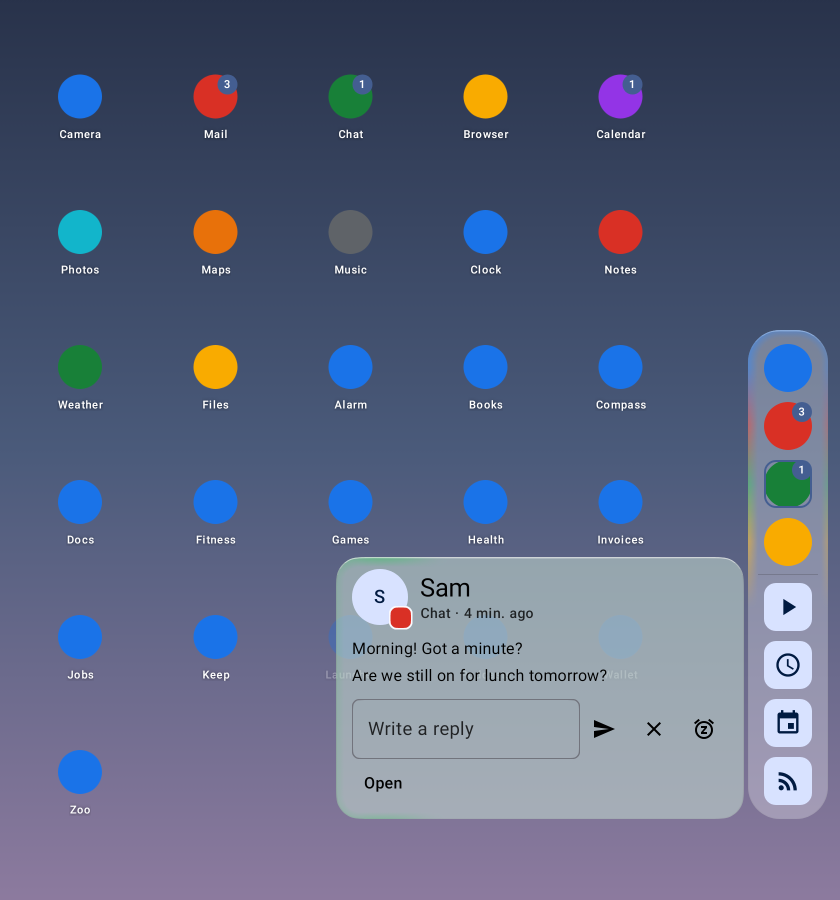 3
1
1
Camera
Mail
Chat
Browser
Calendar
Photos
Maps
Music
Clock
Notes
Weather
Files
Alarm
Books
Compass
3
1
Docs
Fitness
Games
Health
Invoices
S
Sam
Chat · 4 min. ago
Morning! Got a minute?
Are we still on for lunch tomorrow?
Jobs
Keep
Wallet
Write a reply
Open
Zoo